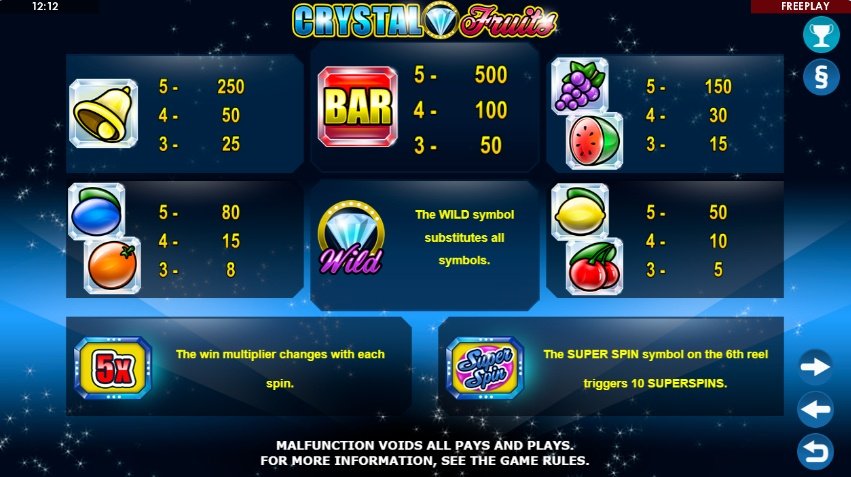 12:12
FREEPLAY
CRYSTAL Fruits
§
5 - 250
4 - 50
3 - 25
BAR
5 - 500
4 - 100
3 - 50
5 - 150
4 - 30
3 - 15
5 - 80
4 - 15
3 - 8
Wild
The WILD symbol
substitutes all
symbols.
5 - 50
4 - 10
3 - 5
5X
The win multiplier changes with each
spin.
Super
Spin
The SUPER SPIN symbol on the 6th reel
triggers 10 SUPERSPINS.
MALFUNCTION VOIDS ALL PAYS AND PLAYS.
FOR MORE INFORMATION, SEE THE GAME RULES.